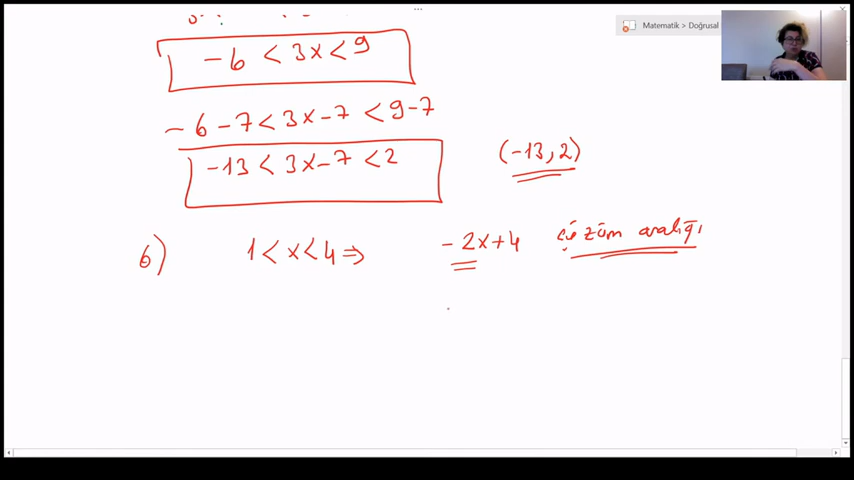 Matematik > Doğrusal
-6 < 3x < 9
-6-7 < 3x-7 < 9-7
-13 < 3x-7 < 2
(-13, 2)
6) 1 < x < 4 ⇒ -2x+4 çözüm aralığı